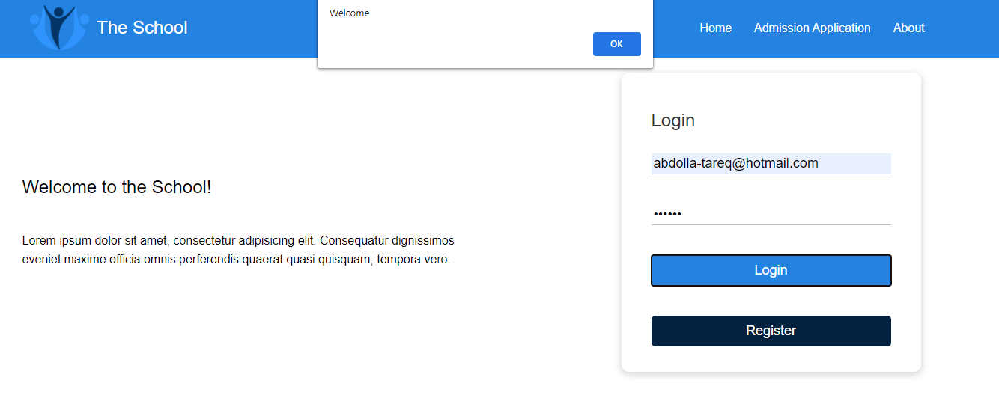 The School
Welcome
OK
Home Admission Application About
Login
abdolla-tareq@hotmail.com
••••••
Login
Register
Welcome to the School!
Lorem ipsum dolor sit amet, consectetur adipisicing elit. Consequatur dignissimos
eveniet maxime officia omnis perferendis quaerat quasi quisquam, tempora vero.